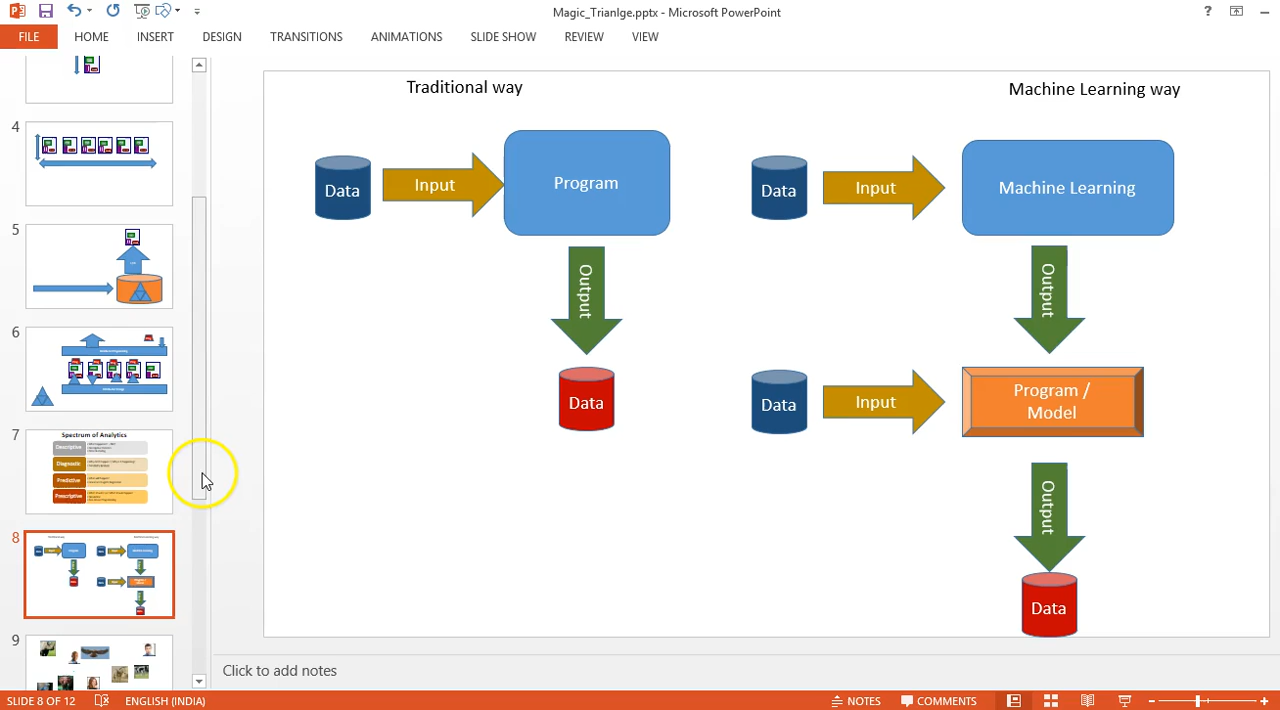 Magic_Trianlge.pptx - Microsoft PowerPoint
?
FILE HOME INSERT DESIGN TRANSITIONS ANIMATIONS SLIDE SHOW REVIEW VIEW
4
5
6
7
Spectrum of Analytics
Descriptive
Diagnostic
Predictive
Prescriptive
8
9
Traditional way
Data
Input
Program
Output
Data
Machine Learning way
Data
Input
Machine Learning
Output
Data
Input
Program /
Model
Output
Data
Click to add notes
SLIDE 8 OF 12 ENGLISH (INDIA) NOTES COMMENTS